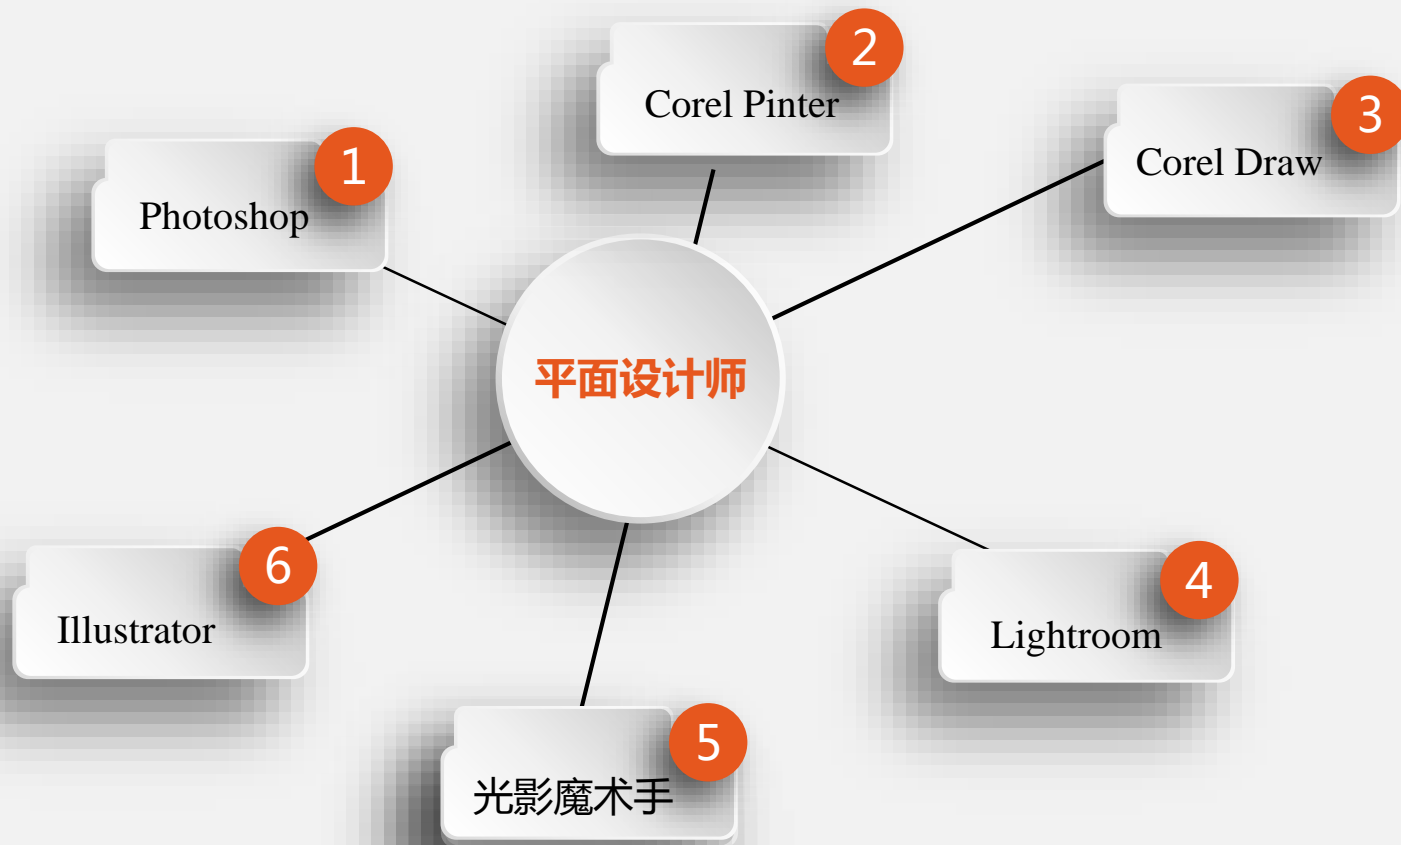 1
Photoshop
2
Corel Pinter
3
Corel Draw
平面设计师
4
Lightroom
5
光影魔术手
6
Illustrator